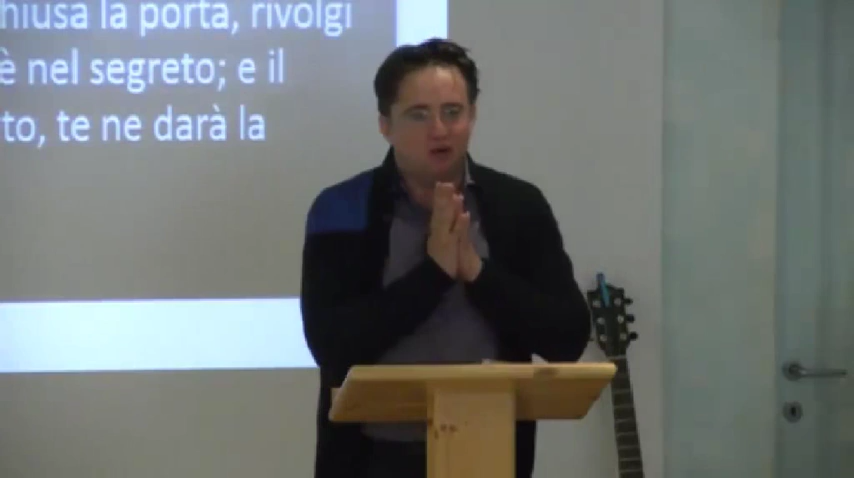 hiusa la porta, rivolgi
è nel segreto; e il
to, te ne darà la